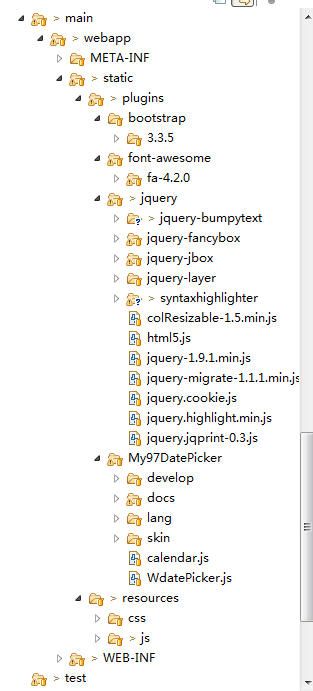 > main
> webapp
META-INF
> static
> plugins
bootstrap
3.3.5
font-awesome
fa-4.2.0
> jquery
> jquery-bumpytext
jquery-fancybox
jquery-jbox
jquery-layer
> syntaxhighlighter
colResizable-1.5.min.js
html5.js
jquery-1.9.1.min.js
jquery-migrate-1.1.1.min.js
jquery.cookie.js
jquery.highlight.min.js
jquery.jqprint-0.3.js
My97DatePicker
develop
docs
lang
skin
calendar.js
WdatePicker.js
> resources
> css
> js
> WEB-INF
> test